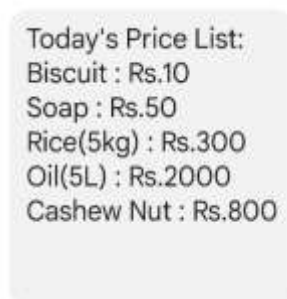 Today's Price List:
Biscuit : Rs.10
Soap : Rs.50
Rice(5kg) : Rs.300
Oil(5L) : Rs.2000
Cashew Nut : Rs.800